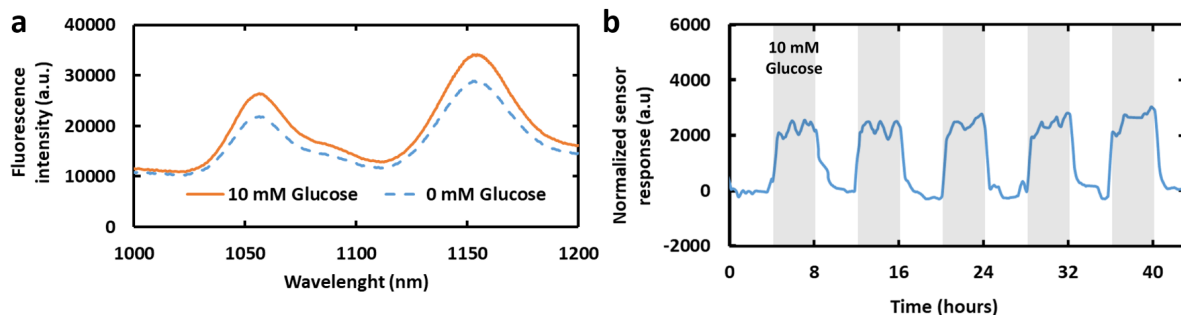 a
Fluorescence
intensity (a.u.)
40000
30000
20000
10000
0
10 mM Glucose
0 mM Glucose
1000
1050
1100
1150
1200
Wavelenght (nm)
b
Normalized sensor
response (a.u)
6000
4000
2000
0
-2000
10 mM
Glucose
0
8
16
24
32
40
Time (hours)